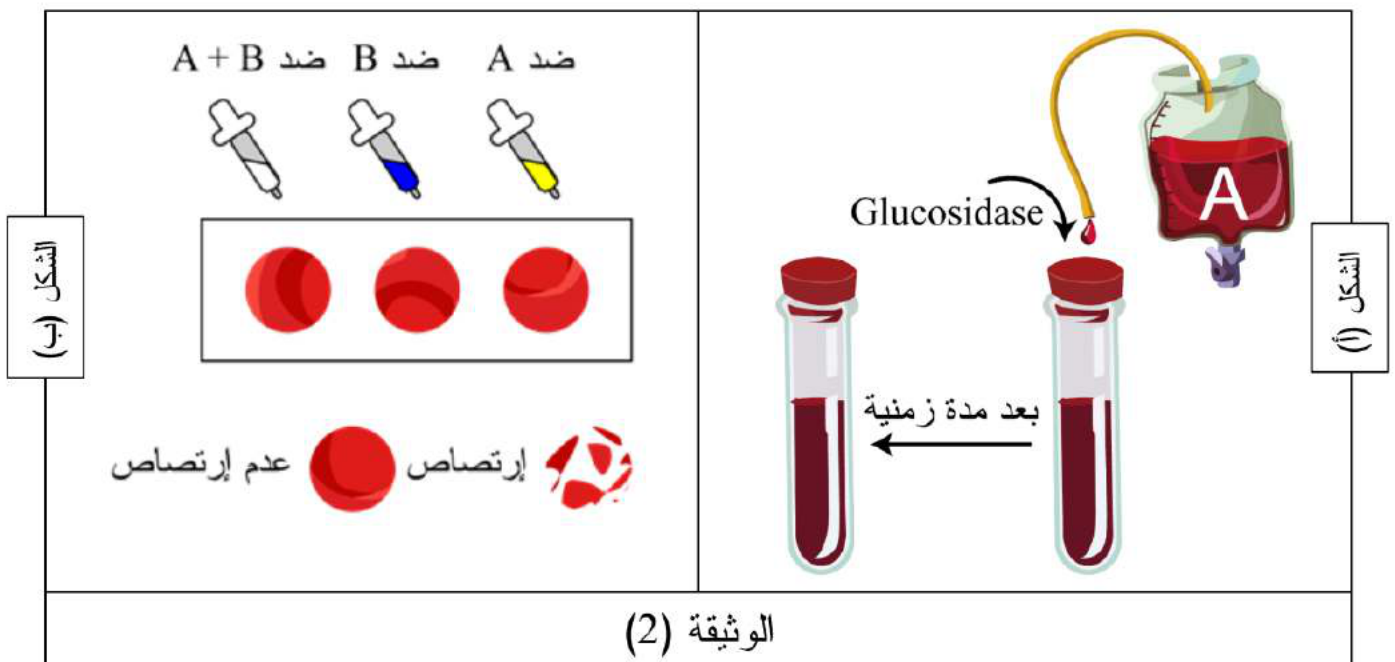 الشكل (أ)
A
Glucosidase
بعد مدة زمنية
الشكل (ب)
ضد A
ضد B
ضد A + B
إرتصاص
عدم إرتصاص
الوثيقة (2)